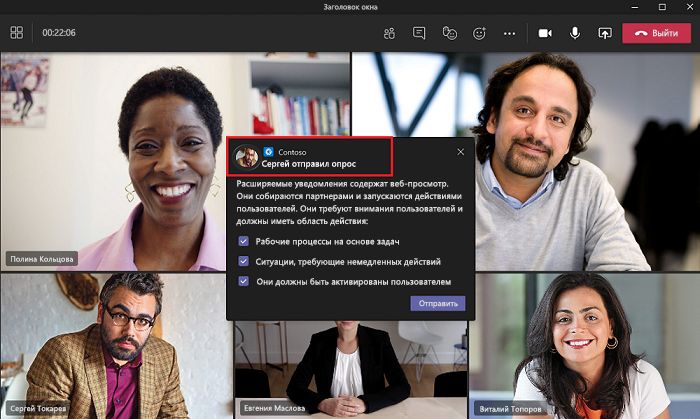 Заголовок окна
00:22:06
Выйти
Contoso
Сергей отправил опрос
Расширяемые уведомления содержат веб-просмотр.
Они собираются партнерами и запускаются действиями
пользователей. Они требуют внимания пользователей и
должны иметь область действия:
Рабочие процессы на основе задач
Ситуации, требующие немедленных действий
Они должны быть активированы пользователем
Отправить
Полина Кольцова
Сергей Токарев
Евгения Маслова
Виталий Топоров